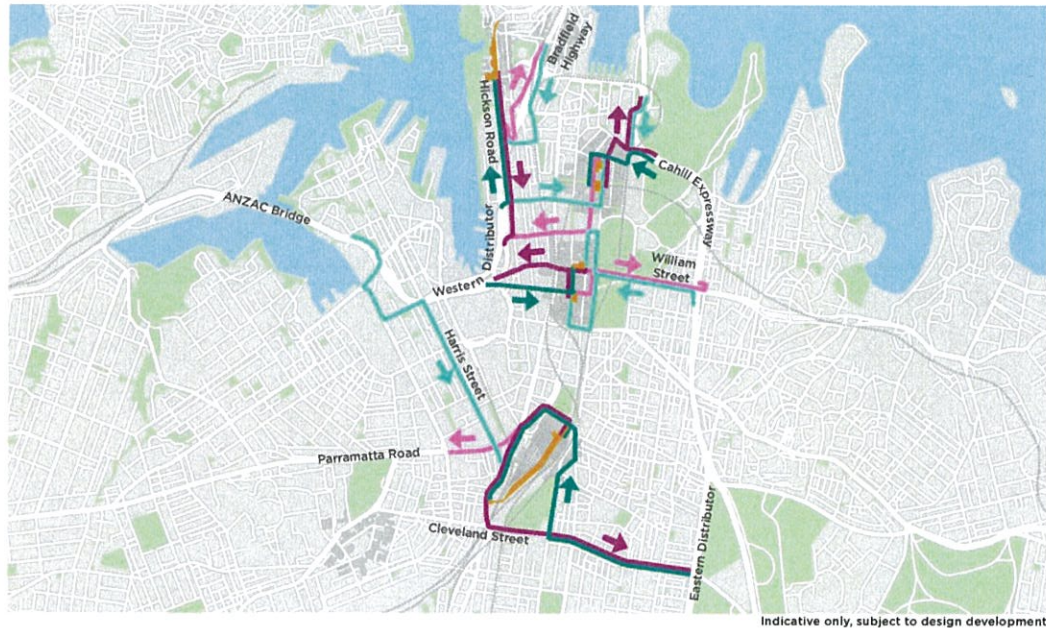 Bradfield
Highway
Hickson Road
Cahill Expressway
ANZAC Bridge
Western Distributor
William
Street
Harris Street
Parramatta Road
Cleveland Street
Eastern Distributor
Indicative only, subject to design development